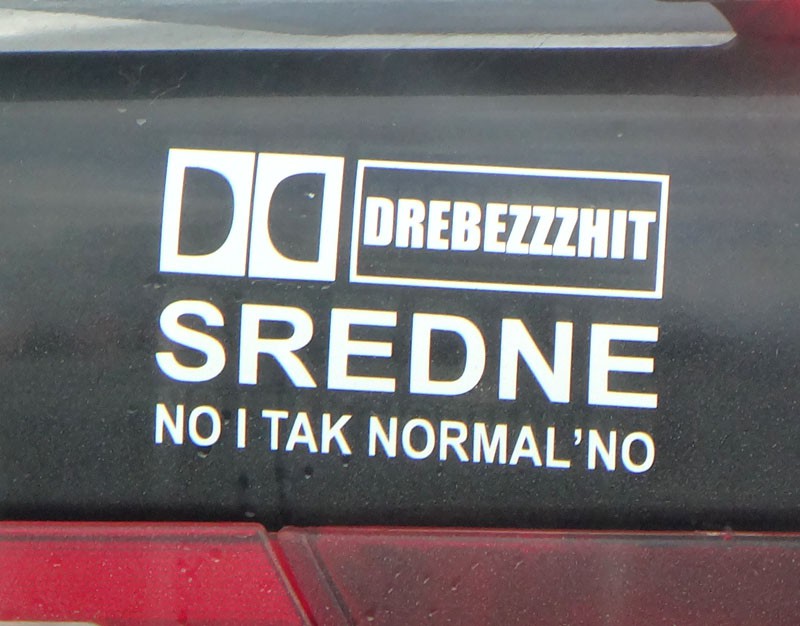 DREBEZZZHIT
SREDNE
NO I TAK NORMAL'NO